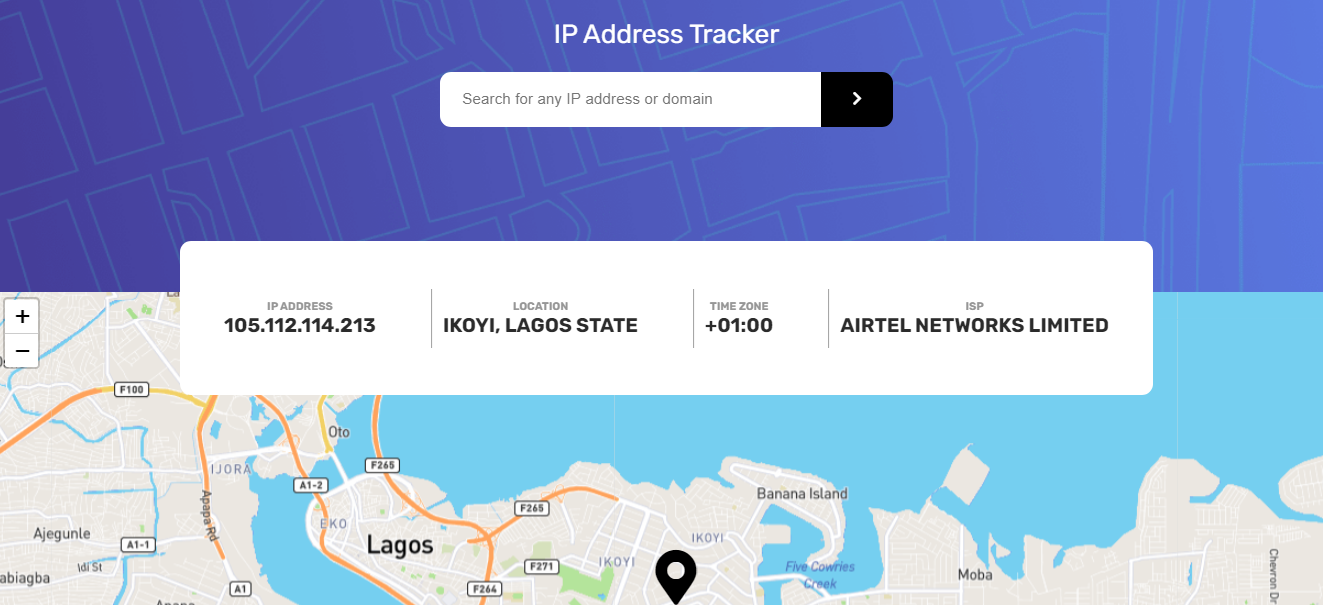 IP Address Tracker
Search for any IP address or domain
IP ADDRESS
105.112.114.213
LOCATION
IKOYI, LAGOS STATE
TIME ZONE
+01:00
ISP
AIRTEL NETWORKS LIMITED
+
−
F100
Oto
IJORA
F265
A1-2
Apapa Rd
Banana Island
F265
EKO
Ajegunle
A1-1
Lagos
IKOYI
IKOYI
Idi St
F271
Five Cowries
Creek
Moba
abiagba
A1
F264
Chevron Dr